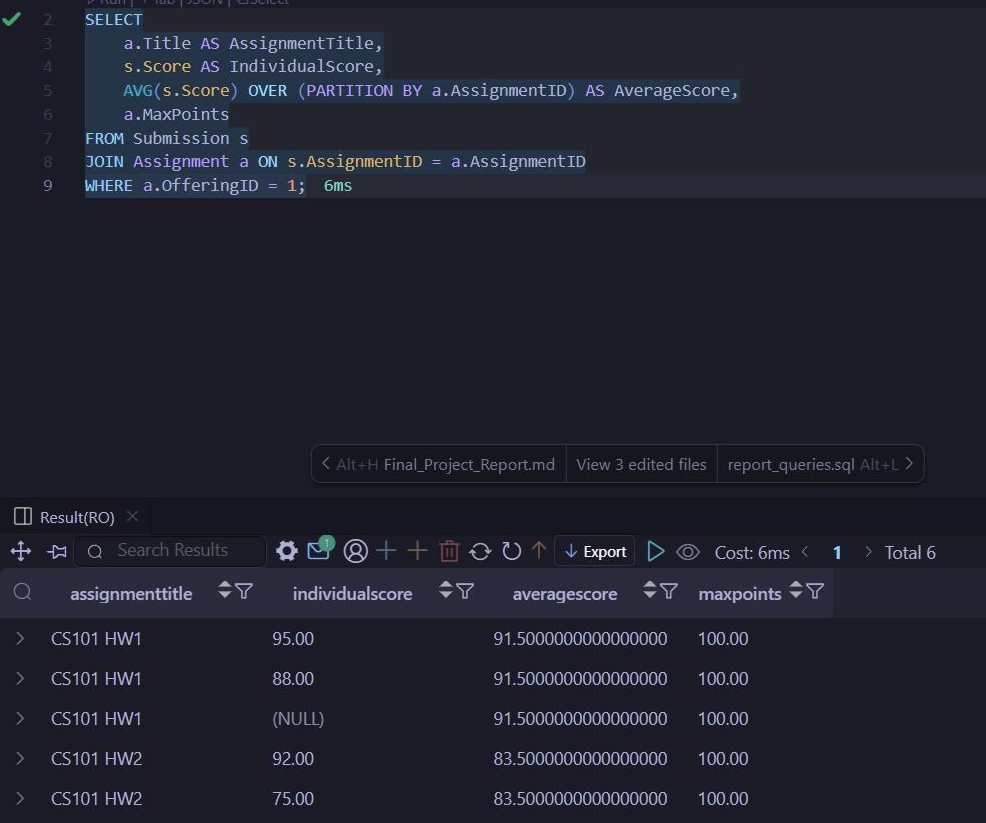 Run | + Tab | JSON | Select
2 SELECT
3 a.Title AS AssignmentTitle,
4 s.Score AS IndividualScore,
5 AVG(s.Score) OVER (PARTITION BY a.AssignmentID) AS AverageScore,
6 a.MaxPoints
7 FROM Submission s
8 JOIN Assignment a ON s.AssignmentID = a.AssignmentID
9 WHERE a.OfferingID = 1; 6ms
Alt+H Final_Project_Report.md View 3 edited files report_queries.sql Alt+L
Result(RO)
Search Results 1 Export Cost: 6ms 1 Total 6
assignmenttitle individualscore averagescore maxpoints
CS101 HW1 95.00 91.5000000000000000 100.00
CS101 HW1 88.00 91.5000000000000000 100.00
CS101 HW1 (NULL) 91.5000000000000000 100.00
CS101 HW2 92.00 83.5000000000000000 100.00
CS101 HW2 75.00 83.5000000000000000 100.00